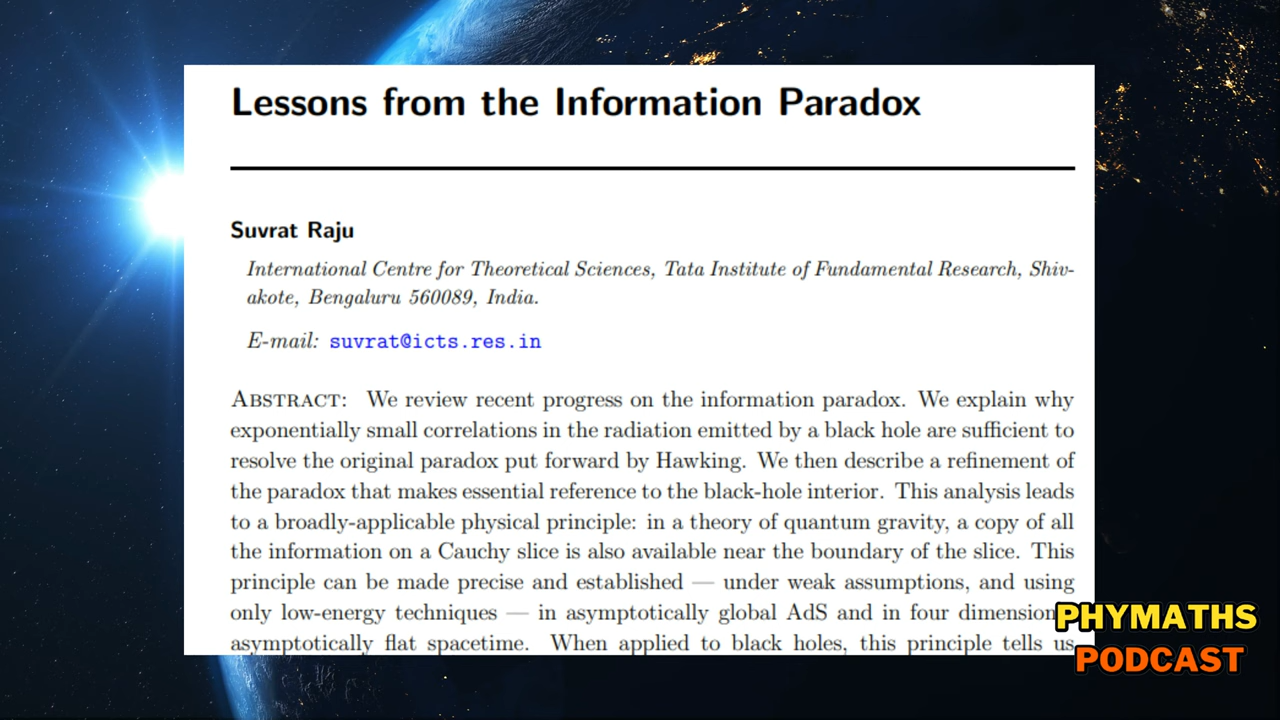 Lessons from the Information Paradox
Suvrat Raju
International Centre for Theoretical Sciences, Tata Institute of Fundamental Research, Shiv-
akote, Bengaluru 560089, India.
E-mail: suvrat@icts.res.in
ABSTRACT: We review recent progress on the information paradox. We explain why
exponentially small correlations in the radiation emitted by a black hole are sufficient to
resolve the original paradox put forward by Hawking. We then describe a refinement of
the paradox that makes essential reference to the black-hole interior. This analysis leads
to a broadly-applicable physical principle: in a theory of quantum gravity, a copy of all
the information on a Cauchy slice is also available near the boundary of the slice. This
principle can be made precise and established — under weak assumptions, and using
only low-energy techniques — in asymptotically global AdS and in four dimensional
asymptotically flat spacetime. When applied to black holes, this principle tells us
PHYMATHS
PODCAST